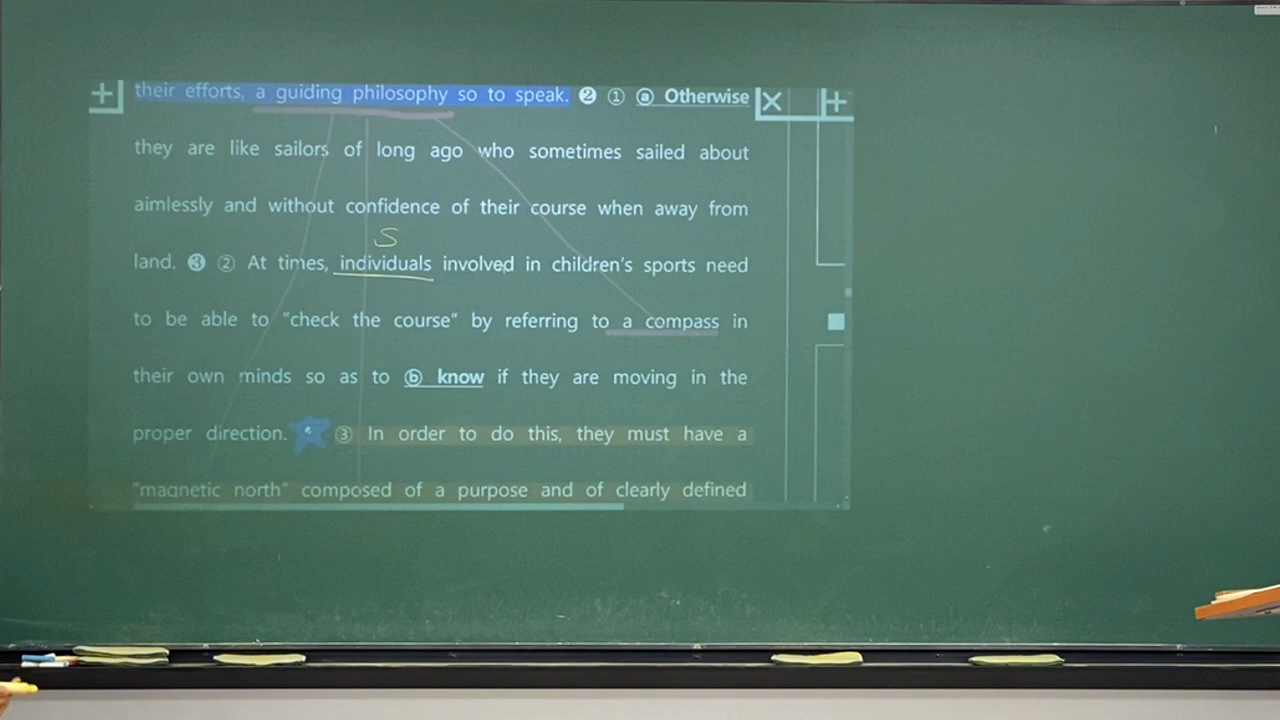 their efforts, a guiding philosophy so to speak. ❷ ① ⓐ Otherwise
they are like sailors of long ago who sometimes sailed about
aimlessly and without confidence of their course when away from
S
land. ❸ ② At times, individuals involved in children's sports need
to be able to "check the course" by referring to a compass in
their own minds so as to ⓑ know if they are moving in the
proper direction. ③ In order to do this, they must have a
"magnetic north" composed of a purpose and of clearly defined